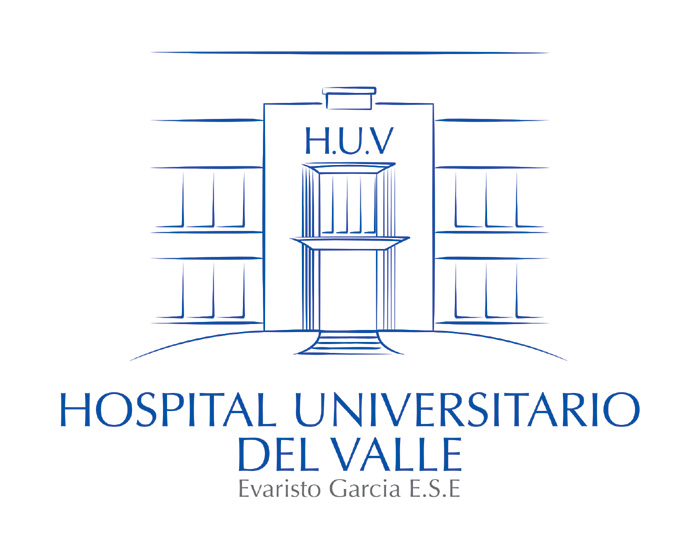 H.U.V
HOSPITAL UNIVERSITARIO
DEL VALLE
Evaristo Garcia E.S.E